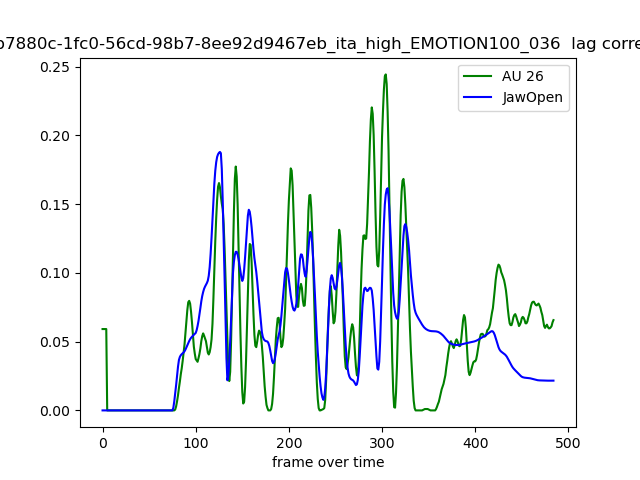 b7880c-1fc0-56cd-98b7-8ee92d9467eb_ita_high_EMOTION100_036 lag corre
AU 26
JawOpen
0.25
0.20
0.15
0.10
0.05
0.00
0 100 200 300 400 500
frame over time